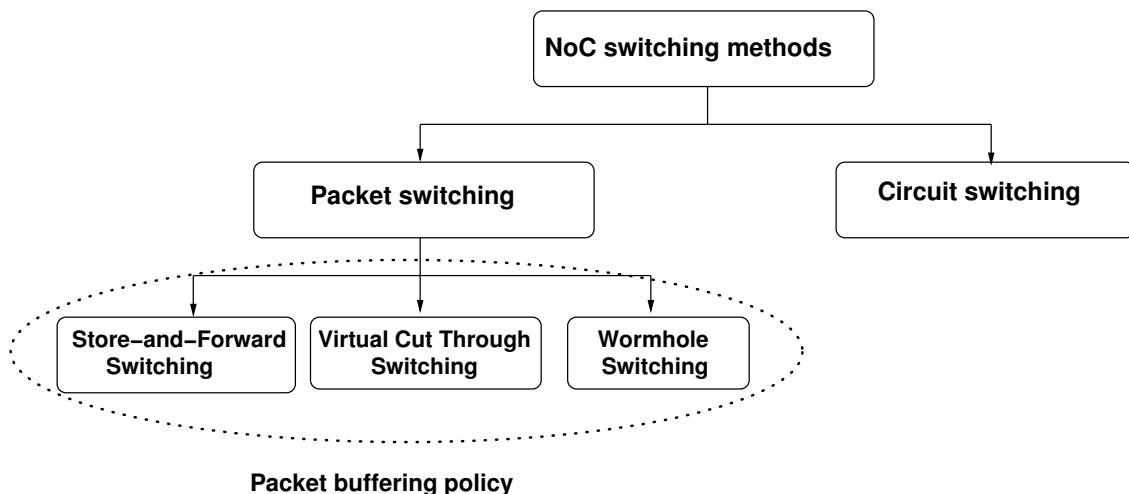 NoC switching methods
Packet switching
Circuit switching
Store−and−Forward
Switching
Virtual Cut Through
Switching
Wormhole
Switching
Packet buffering policy